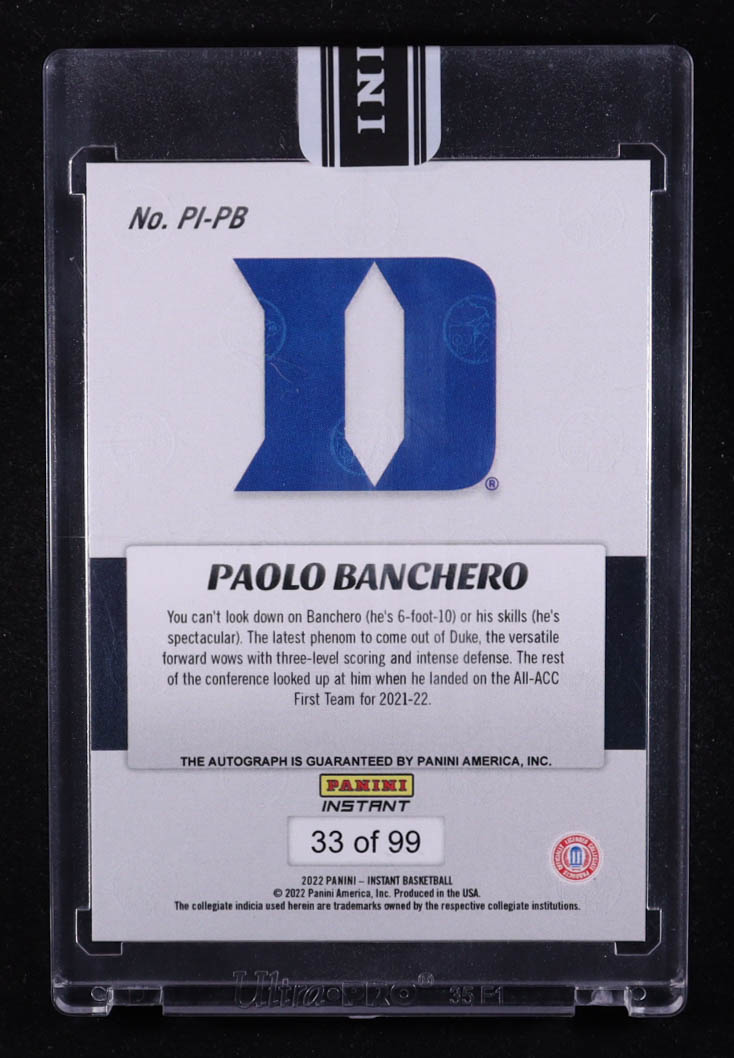 INI
No. PI-PB
D
®
PAOLO BANCHERO
You can't look down on Banchero (he's 6-foot-10) or his skills (he's
spectacular). The latest phenom to come out of Duke, the versatile
forward wows with three-level scoring and intense defense. The rest
of the conference looked up at him when he landed on the All-ACC
First Team for 2021-22.
THE AUTOGRAPH IS GUARANTEED BY PANINI AMERICA, INC.
PANINI
INSTANT
33 of 99
OFFICIALLY LICENSED COLLEGIATE PRODUCTS
2022 PANINI – INSTANT BASKETBALL
© 2022 Panini America, Inc. Produced in the USA.
The collegiate indicia used herein are trademarks owned by the respective collegiate institutions.
Ultra•PRO® 35 F1